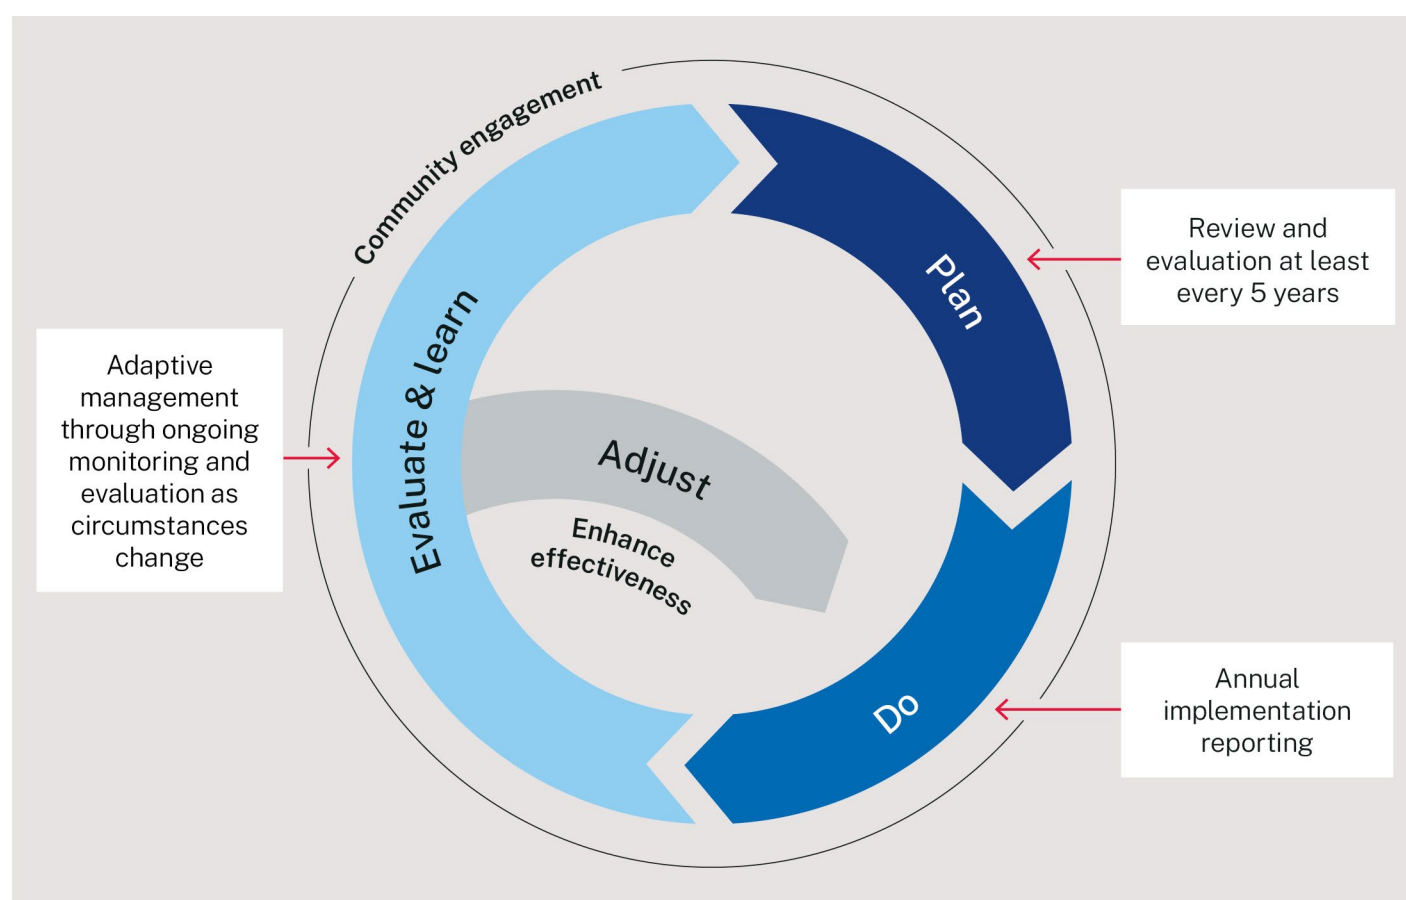 Community engagement
Plan
Review and
evaluation at least
every 5 years
Evaluate & learn
Adaptive
management
through ongoing
monitoring and
evaluation as
circumstances
change
Adjust
Enhance
effectiveness
Do
Annual
implementation
reporting